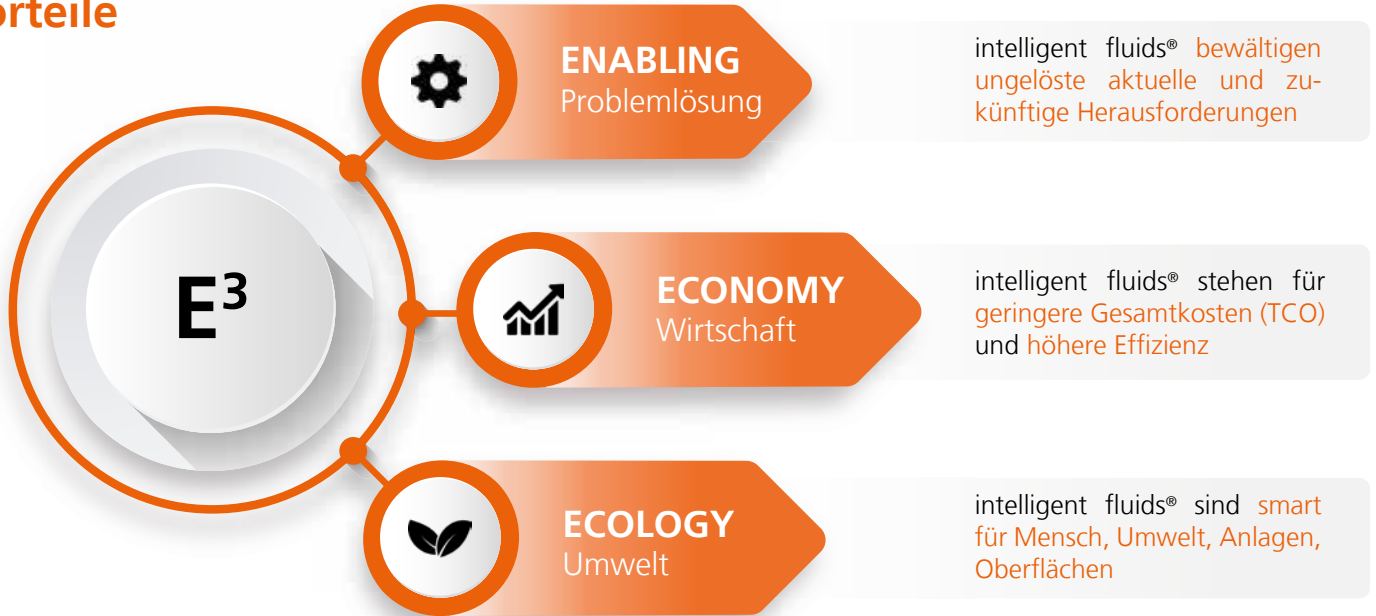 orteile
E³
ENABLING
Problemlösung
intelligent fluids® bewältigen
ungelöste aktuelle und zu-
künftige Herausforderungen
ECONOMY
Wirtschaft
intelligent fluids® stehen für
geringere Gesamtkosten (TCO)
und höhere Effizienz
ECOLOGY
Umwelt
intelligent fluids® sind smart
für Mensch, Umwelt, Anlagen,
Oberflächen